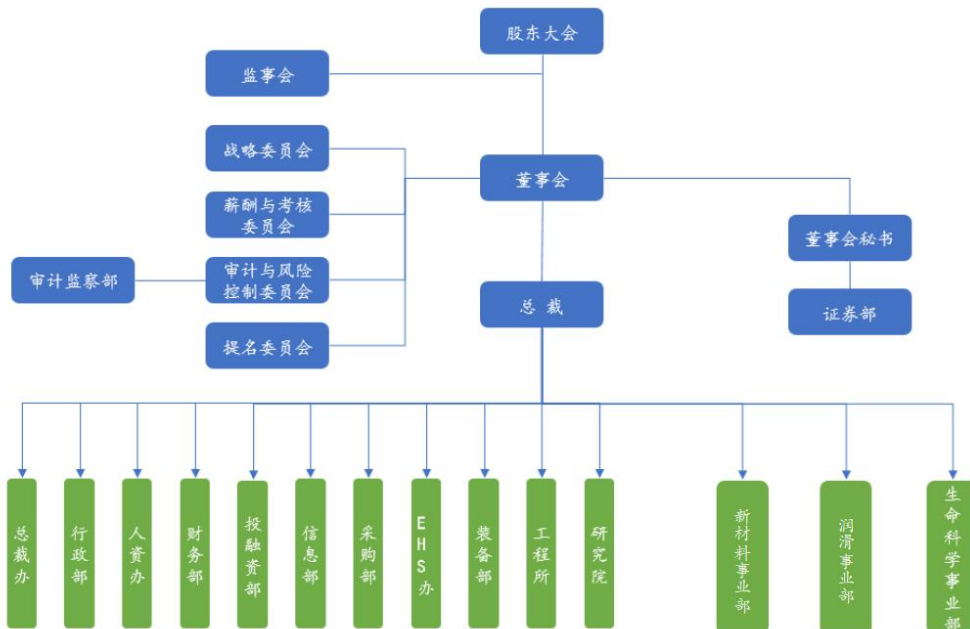 股东大会
监事会
战略委员会
董事会
薪酬与考核
委员会
董事会秘书
审计监察部
审计与风险
控制委员会
总裁
证券部
提名委员会
总裁办
行政部
人资办
财务部
投融资部
信息部
采购部
EHS办
装备部
工程所
研究院
新材料事业部
润滑事业部
生命科学事业部